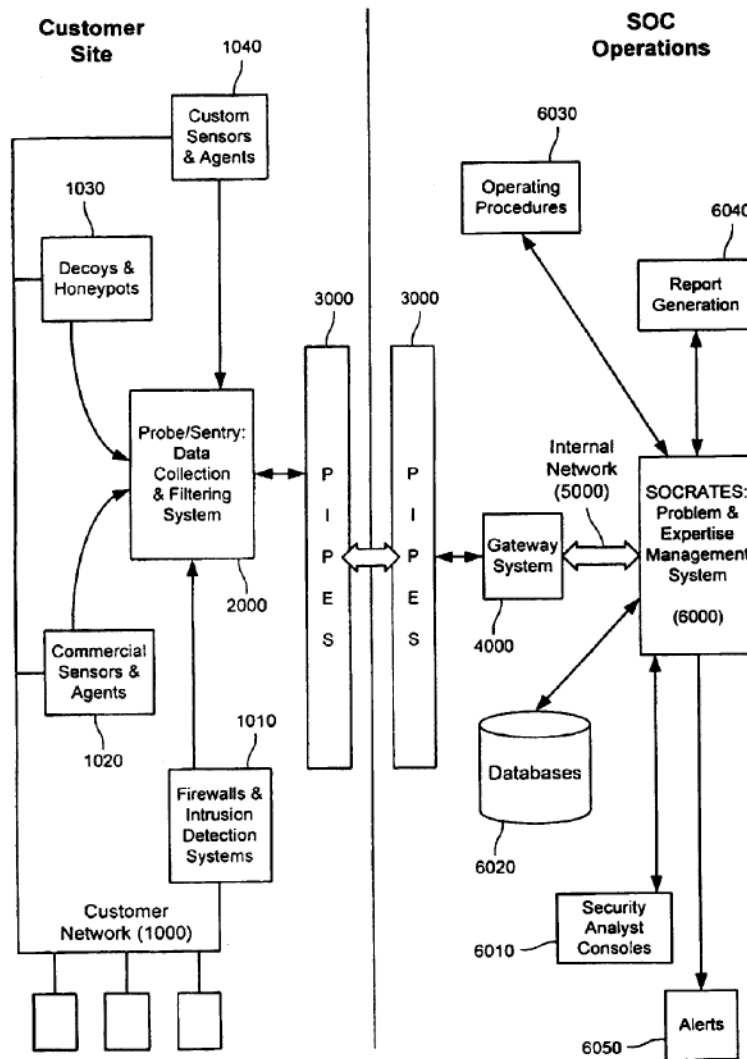 Customer
Site
SOC
Operations
1040
Custom
Sensors
& Agents
6030
Operating
Procedures
1030
Decoys &
Honeypots
6040
Report
Generation
3000
3000
Probe/Sentry:
Data
Collection
& Filtering
System
2000
P
I
P
E
S
P
I
P
E
S
Internal
Network
(5000)
Gateway
System
4000
SOCRATES:
Problem &
Expertise
Management
System
(6000)
Commercial
Sensors &
Agents
1020
1010
Firewalls &
Intrusion
Detection
Systems
Databases
6020
Customer
Network (1000)
Security
Analyst
Consoles
6010
Alerts
6050